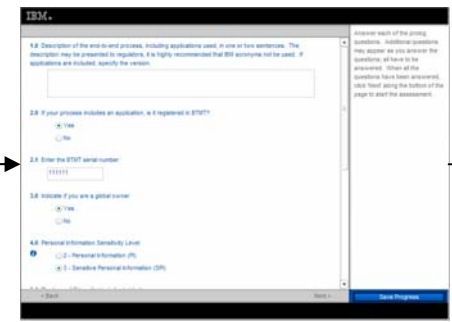 IBM.
1.0 Description of the end-to-end process, including applications used, in one or two sentences. The
description may be presented to regulators, it is highly recommended that IBM acronyms not be used. If
applications are included, specify the version.
2.0 If your process includes an application, is it registered in BTMT?
Yes
No
2.1 Enter the BTMT serial number
111111
3.0 Indicate if you are a global owner
Yes
No
4.0 Personal Information Sensitivity Level
2 - Personal Information (PI)
3 - Sensitive Personal Information (SPI)
< Back
Next >
Answer each of the prolog
questions. Additional questions
may appear as you answer the
questions; all have to be
answered. When all the
questions have been answered,
click 'Next' along the bottom of the
page to start the assessment.
Save Progress